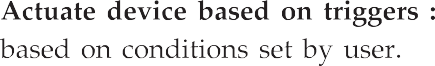 Actuate device based on triggers :
based on conditions set by user.